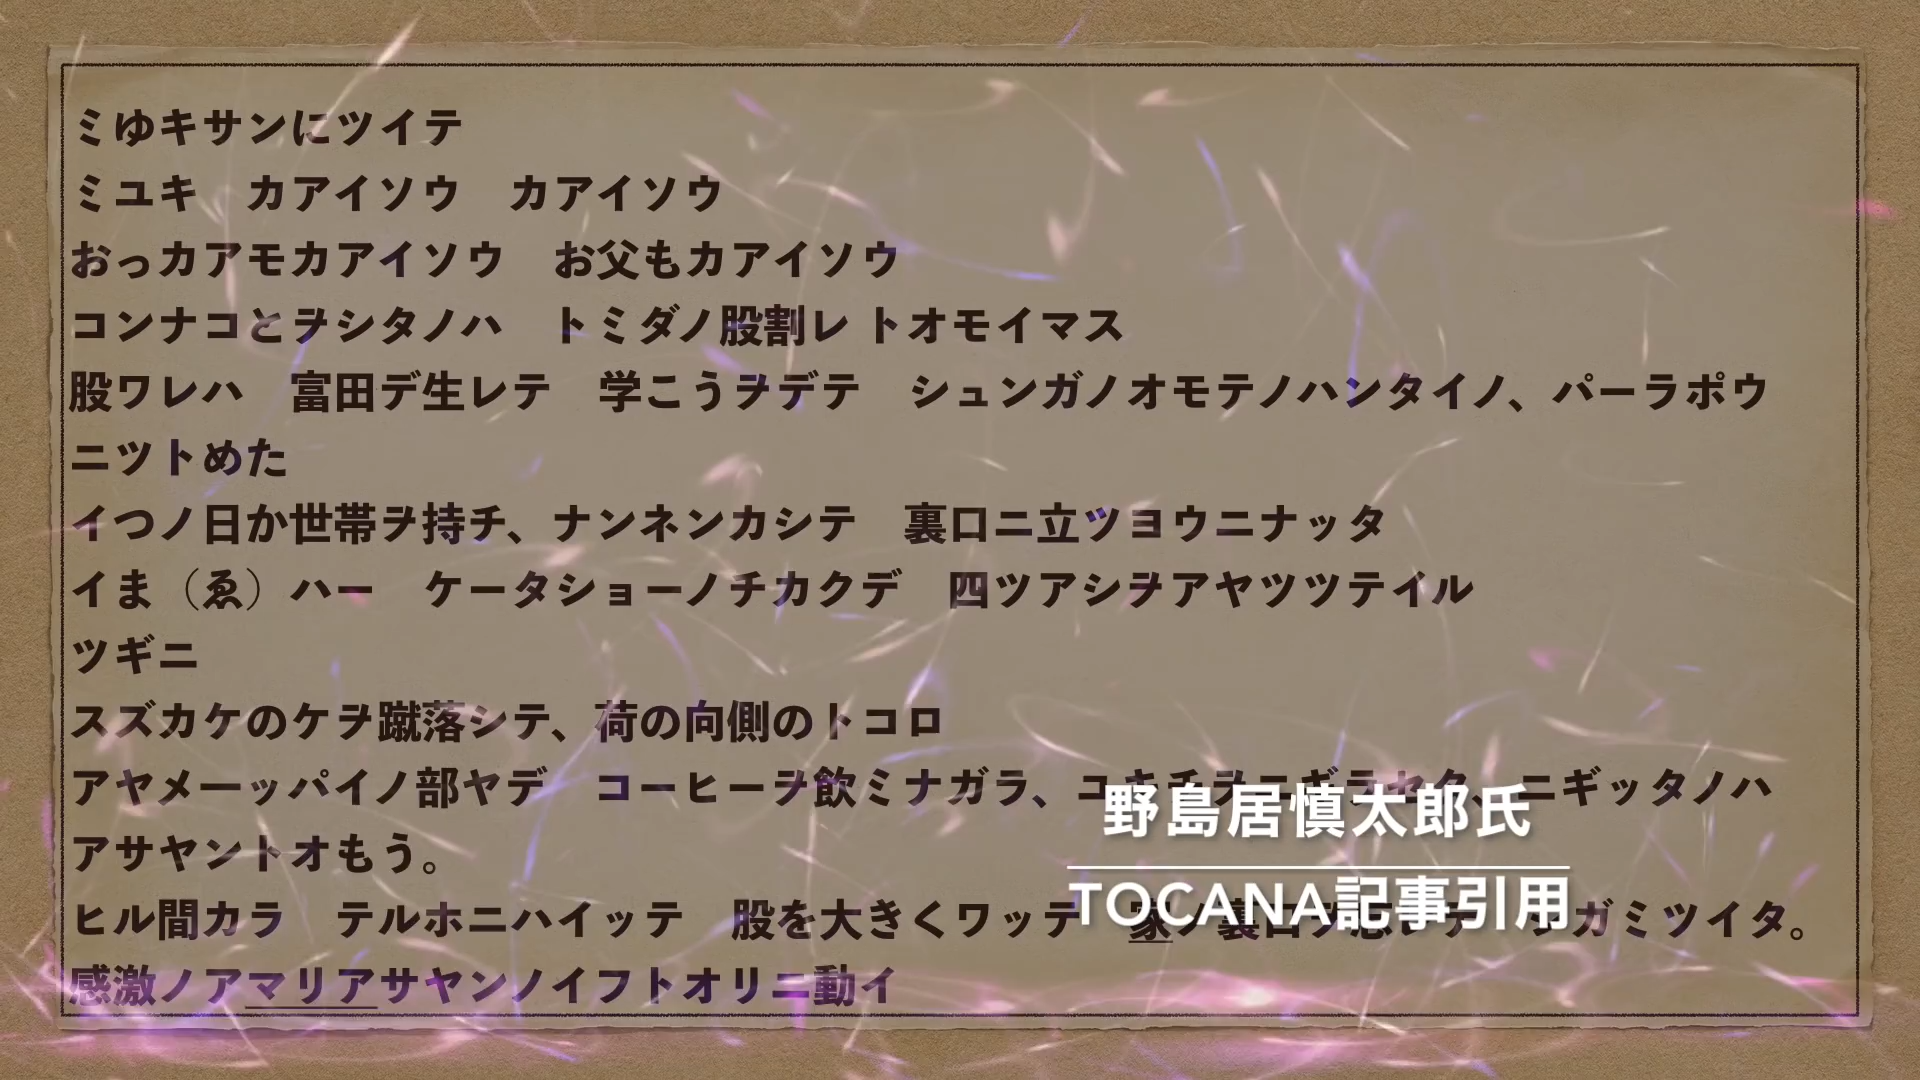 ミゆキサンにツイテ
ミユキ　カアイソウ　カアイソウ
おっカアモカアイソウ　お父もカアイソウ
コンナコとヲシタノハ　トミダノ股割レ トオモイマス
股ワレハ　富田デ生レテ　学こうヲデテ　シュンガノオモテノハンタイノ、パーラポウ
ニツトめた
イつノ日か世帯ヲ持チ、ナンネンカシテ　裏口ニ立ツヨウニナッタ
イま（ゑ）ハー　ケータショーノチカクデ　四ツアシヲアヤツツテイル
ツギニ
スズカケのケヲ蹴落シテ、荷の向側のトコロ
アヤメーッパイノ部ヤデ　コーヒーヲ飲ミナガラ、ユキチヲニギラセタ、ニギッタノハ
アサヤントオもう。
ヒル間カラ　テルホニハイッテ　股を大きくワッテ　家ノ裏口 ガミツイタ。
感激ノアマリアサヤンノイフトオリニ動イ
野島居慎太郎氏
TOCANA記事引用